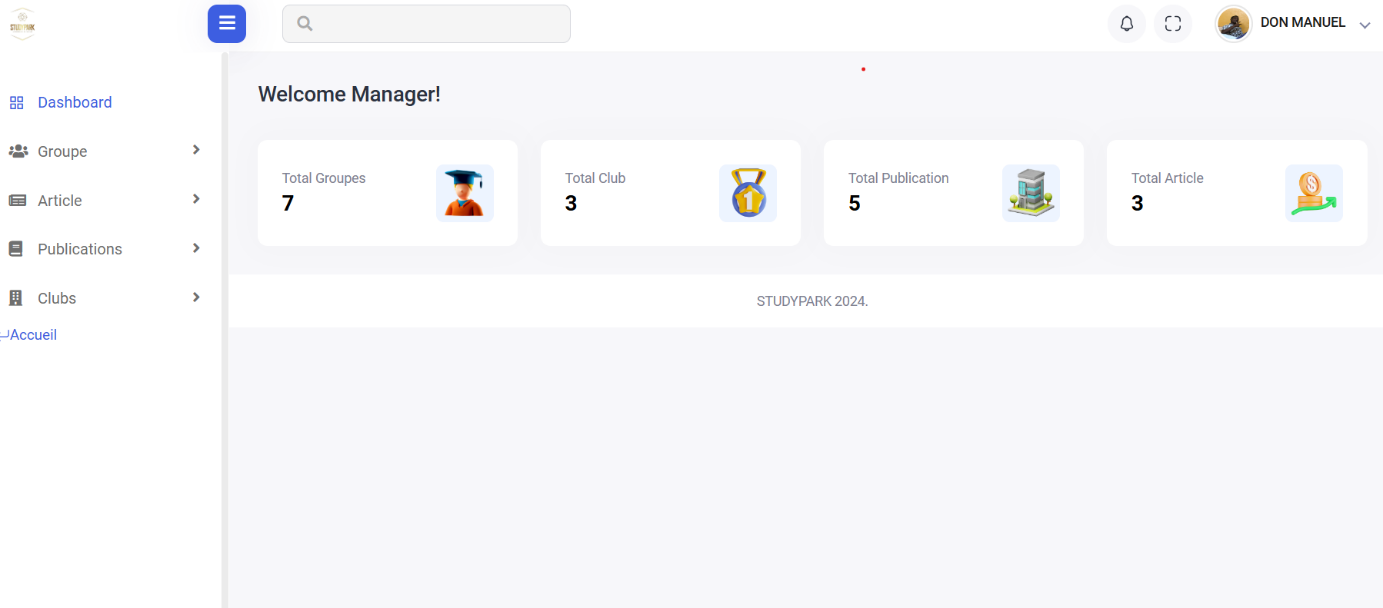 STUDYPARK
DON MANUEL
Dashboard
Groupe
Article
Publications
Clubs
Accueil
Welcome Manager!
Total Groupes
7
Total Club
3
Total Publication
5
Total Article
3
STUDYPARK 2024.